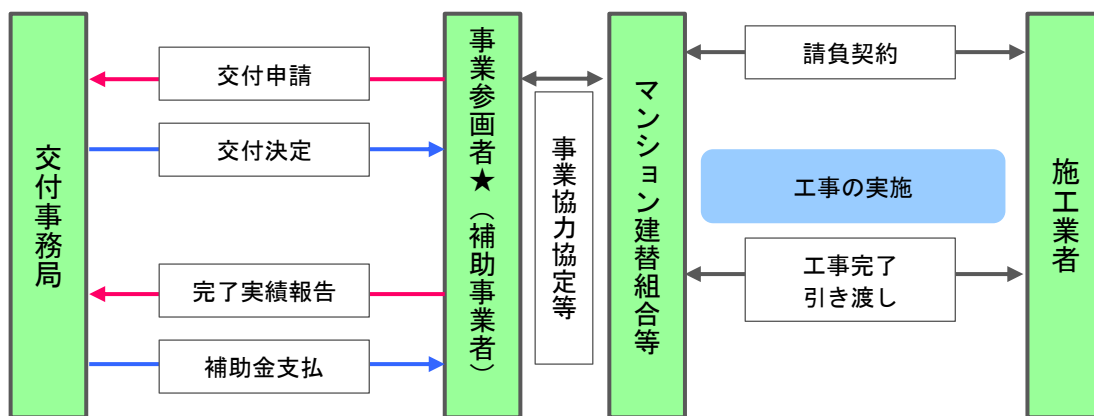 交付事務局
交付申請
交付決定
完了実績報告
補助金支払
事業参画者★（補助事業者）
事業協力協定等
マンション建替組合等
請負契約
工事の実施
工事完了
引き渡し
施工業者